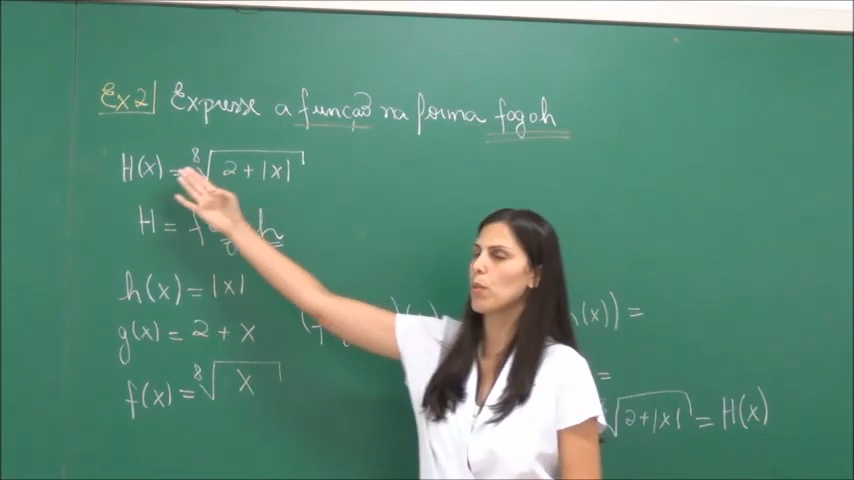 Ex2 Expresse a função na forma fogoh
H(x) = ⁸√(2+|x|)
H = f h
h(x) = |x|
g(x) = 2 + x
f(x) = ⁸√x
h(x) ) =
=
√(2+|x|) = H(x)